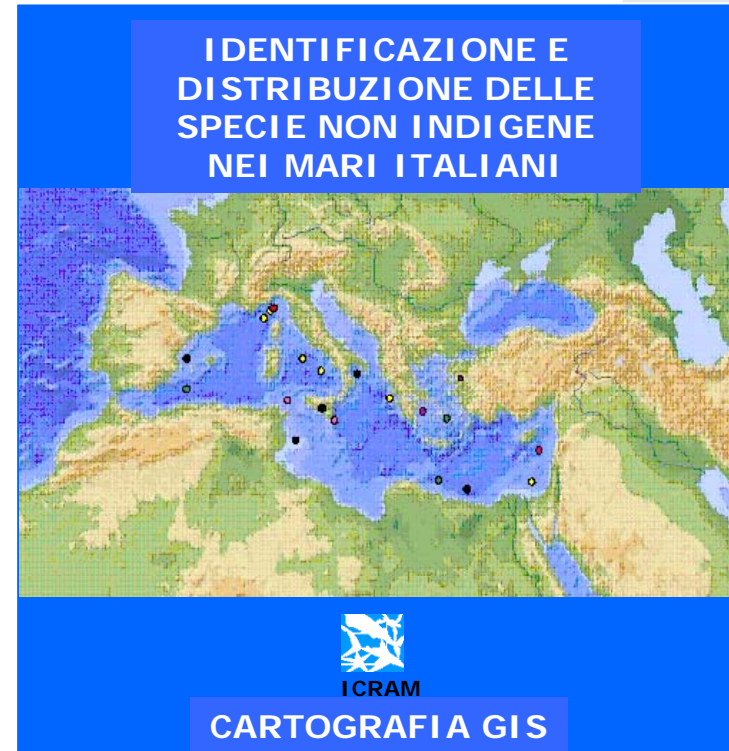 IDENTIFICAZIONE E
DISTRIBUZIONE DELLE
SPECIE NON INDIGENE
NEI MARI ITALIANI
ICRAM
CARTOGRAFIA GIS